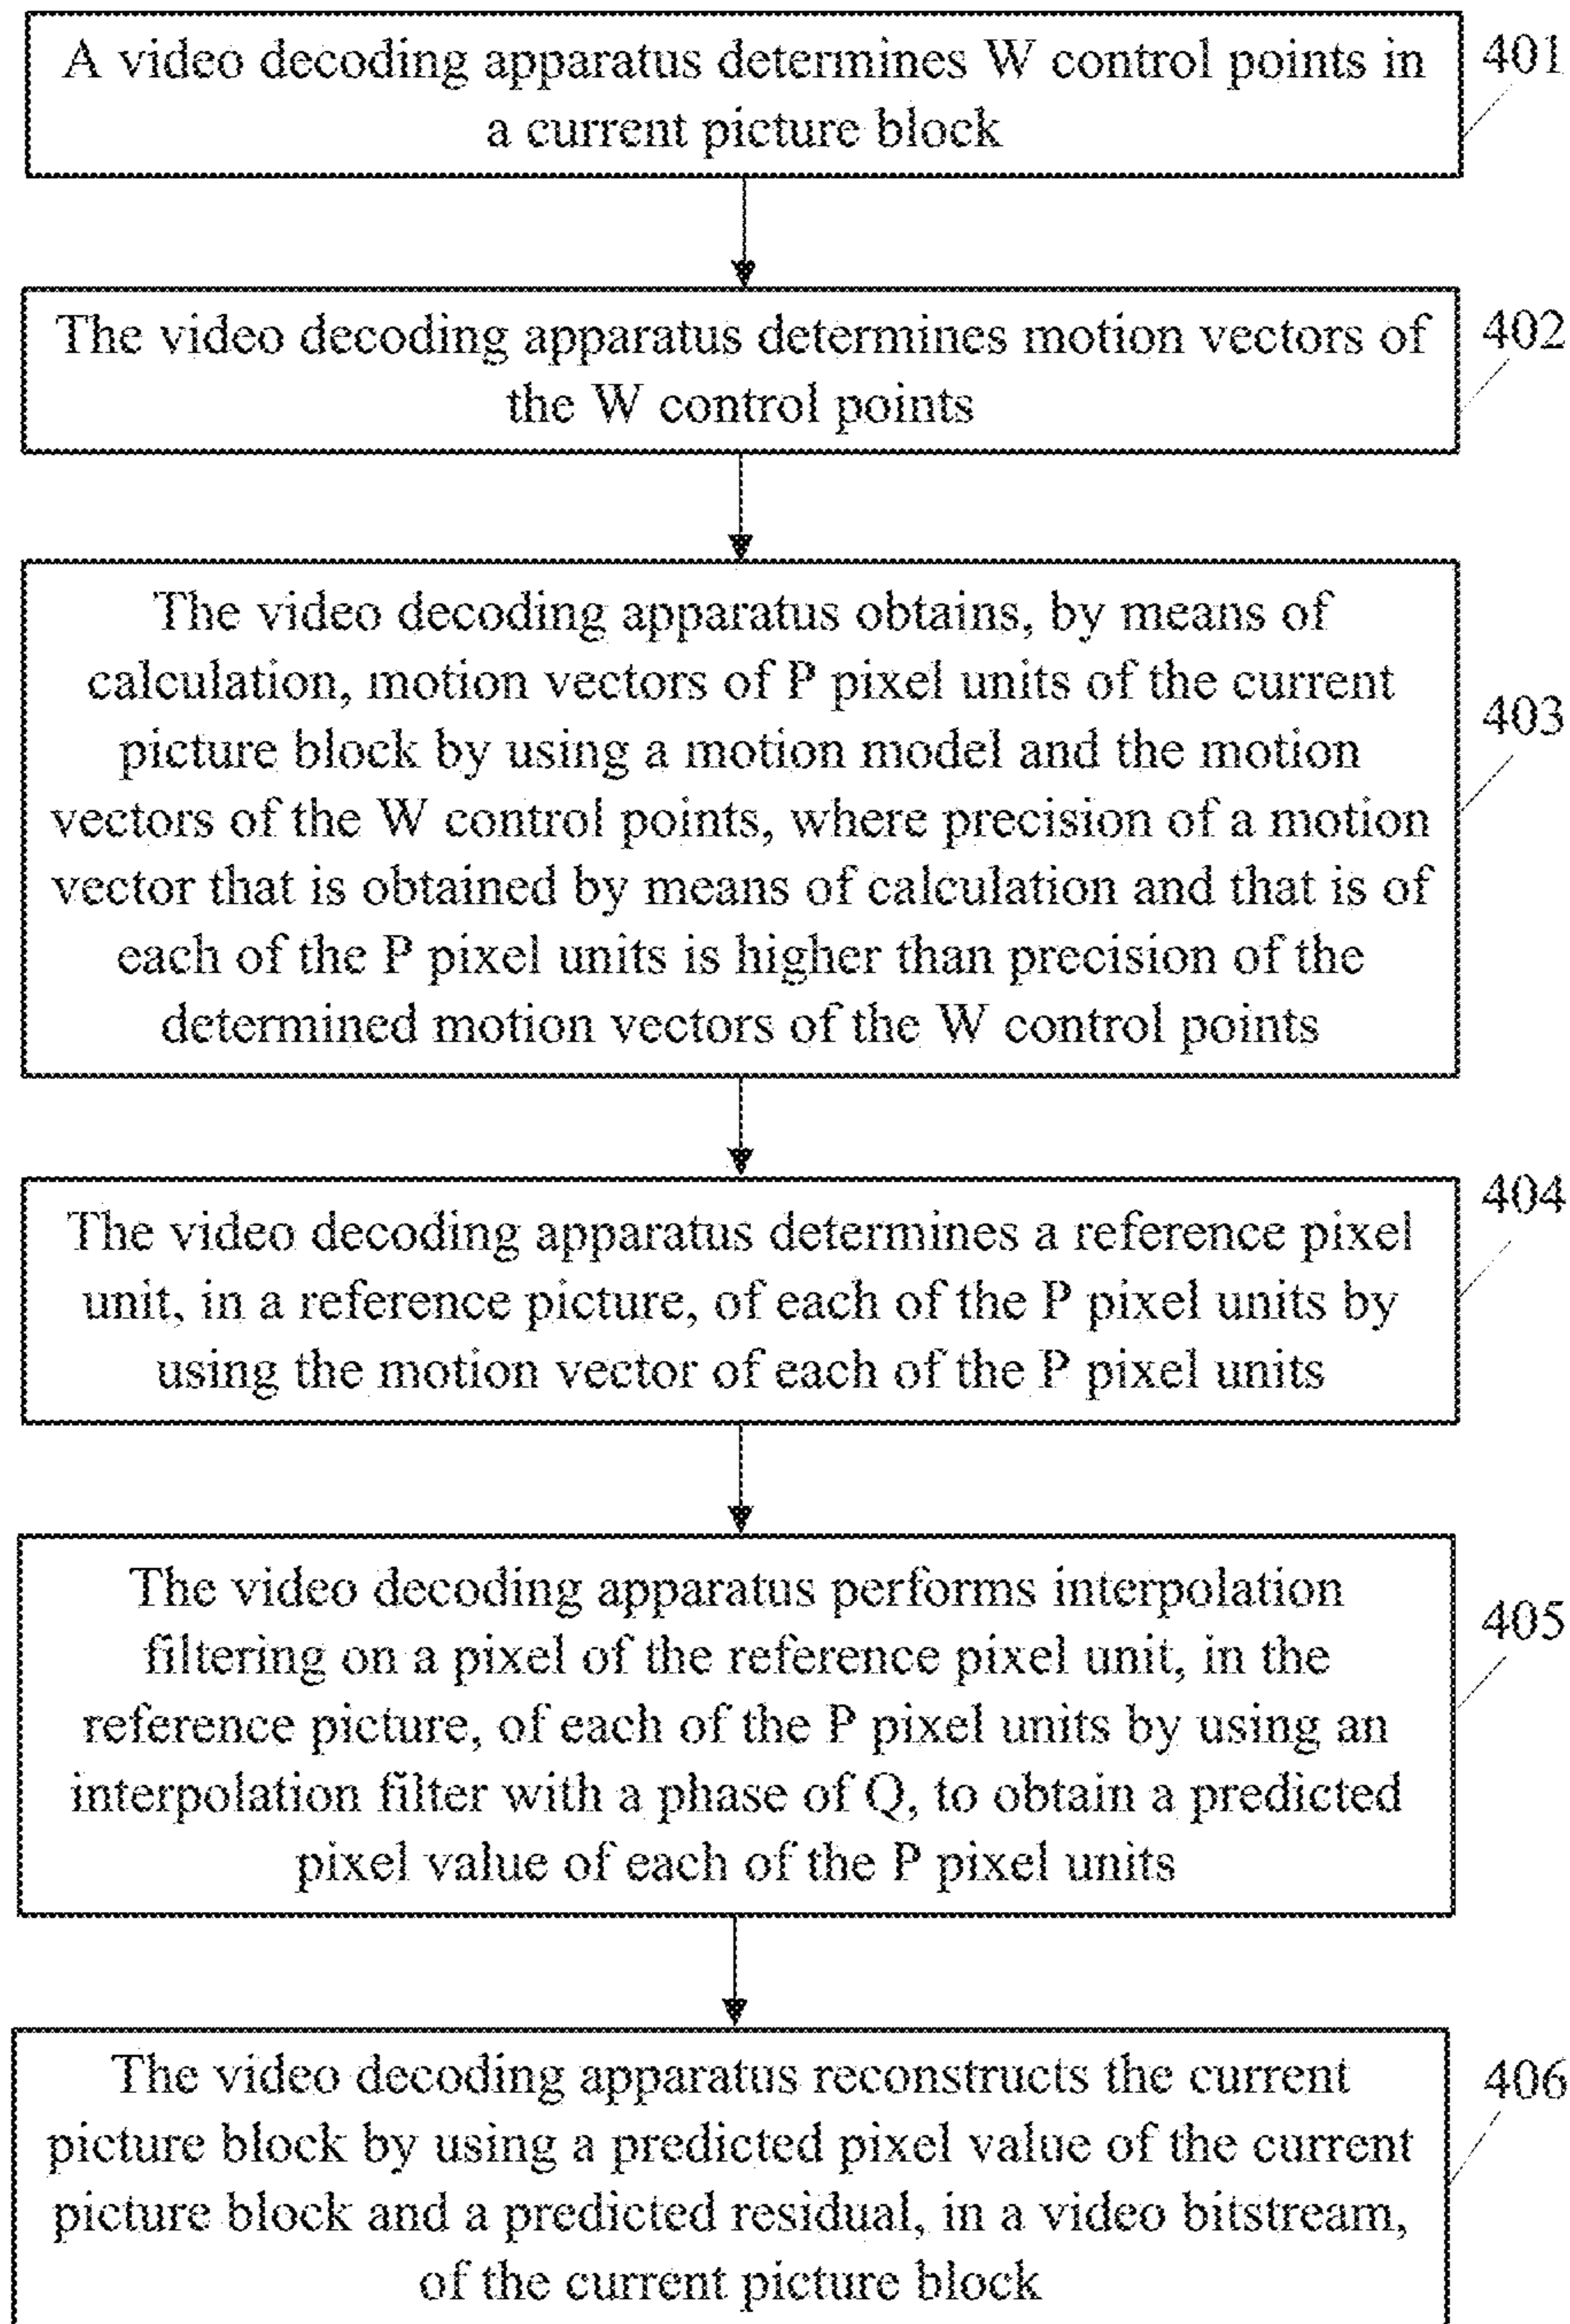 A video decoding apparatus determines W control points in
a current picture block
401
The video decoding apparatus determines motion vectors of
the W control points
402
The video decoding apparatus obtains, by means of
calculation, motion vectors of P pixel units of the current
picture block by using a motion model and the motion
vectors of the W control points, where precision of a motion
vector that is obtained by means of calculation and that is of
each of the P pixel units is higher than precision of the
determined motion vectors of the W control points
403
The video decoding apparatus determines a reference pixel
unit, in a reference picture, of each of the P pixel units by
using the motion vector of each of the P pixel units
404
The video decoding apparatus performs interpolation
filtering on a pixel of the reference pixel unit, in the
reference picture, of each of the P pixel units by using an
interpolation filter with a phase of Q, to obtain a predicted
pixel value of each of the P pixel units
405
The video decoding apparatus reconstructs the current
picture block by using a predicted pixel value of the current
picture block and a predicted residual, in a video bitstream,
of the current picture block
406